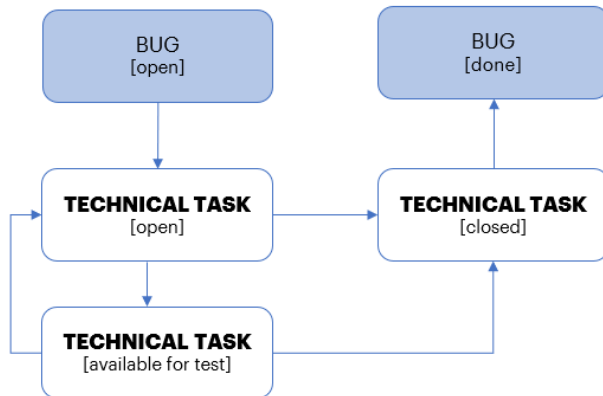 BUG
[open]
BUG
[done]
TECHNICAL TASK
[open]
TECHNICAL TASK
[closed]
TECHNICAL TASK
[available for test]